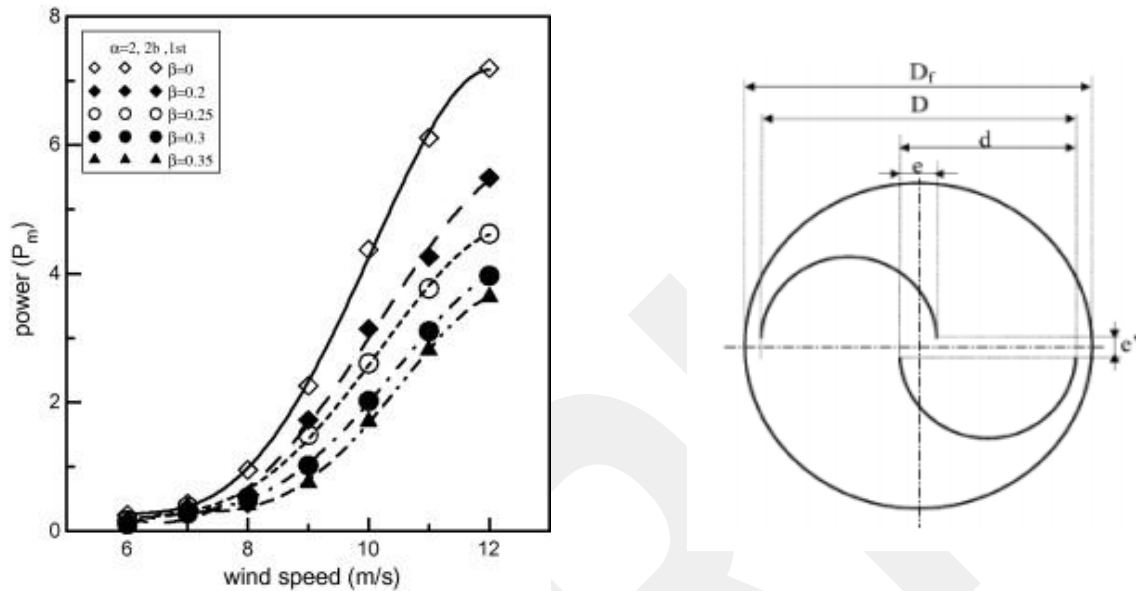 8
α=2, 2b ,1st
β=0
β=0.2
β=0.25
β=0.3
β=0.35
6
4
2
0
power (Pₘ)
6 8 10 12
wind speed (m/s)
D_f
D
d
e
e'